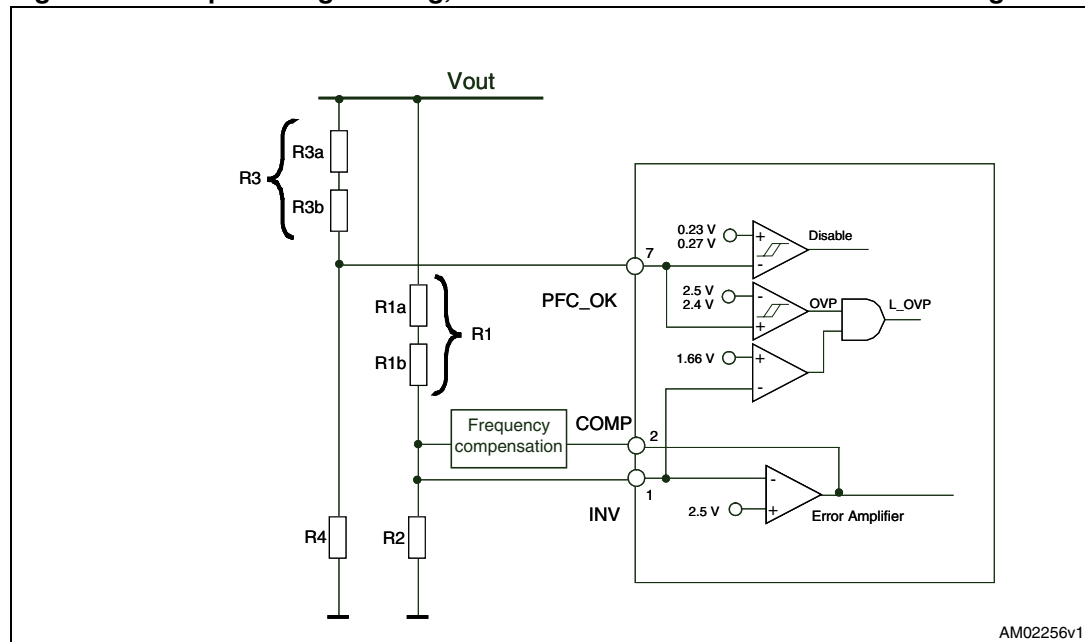 Vout
R3a
R3
R3b
0.23 V
0.27 V
Disable
7
PFC_OK
2.5 V
2.4 V
OVP
L_OVP
R1a
R1
R1b
1.66 V
Frequency
compensation
COMP
2
1
INV
2.5 V
Error Amplifier
R4
R2
AM02256v1